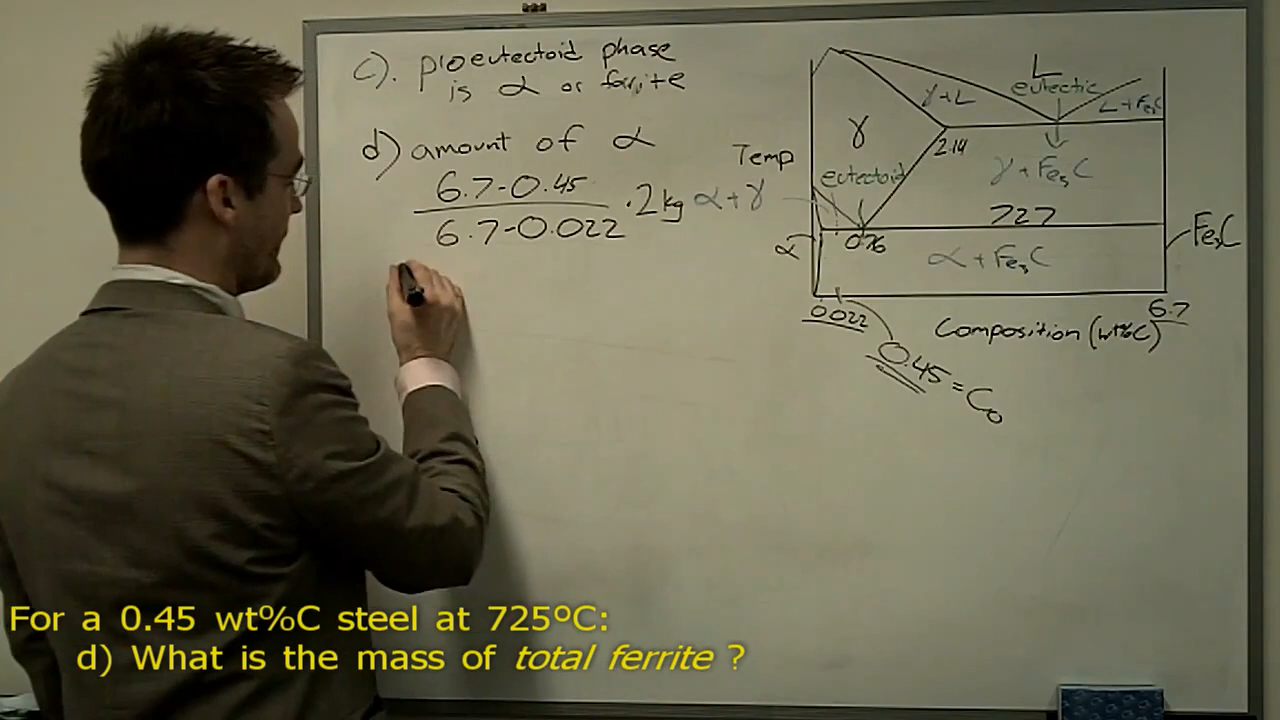 c). proeutectoid phase
is α or ferrite
d) amount of α
6.7-0.45
6.7-0.022
·2kg
Temp
L
eutectic
γ+L
L+Fe₃C
γ
2.14
eutectoid
γ+Fe₃C
α+γ
727
α
0.76
α+Fe₃C
Fe₃C
0.022
6.7
Composition (wt%C)
0.45 = C₀
For a 0.45 wt%C steel at 725ºC:
d) What is the mass of total ferrite ?